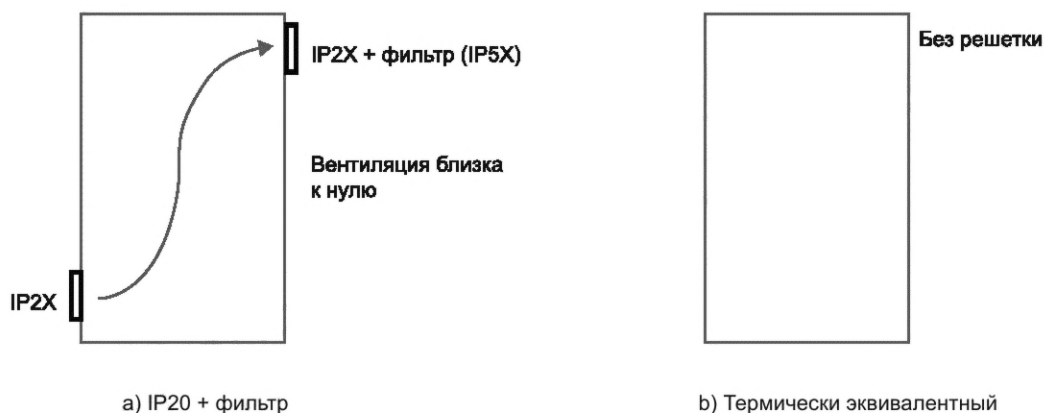 IP2X + фильтр (IP5X)
Вентиляция близка
к нулю
IP2X
a) IP20 + фильтр
Без решетки
b) Термически эквивалентный